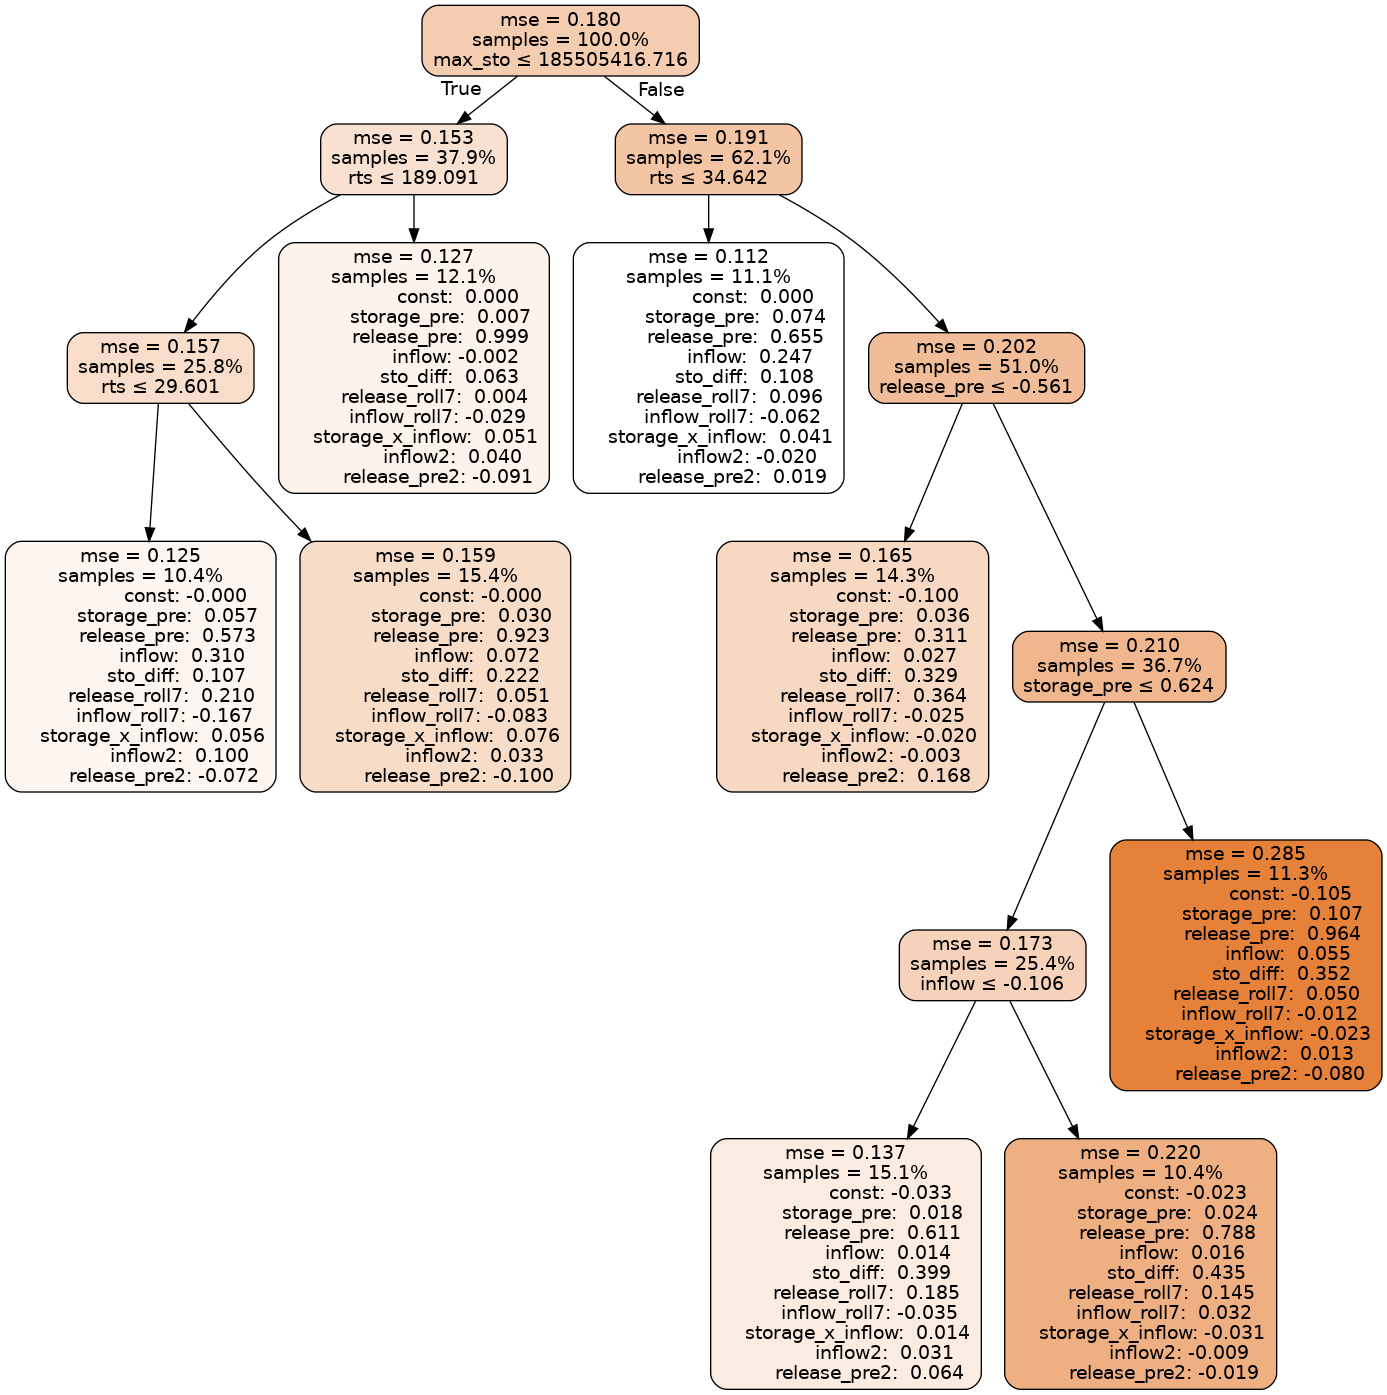 mse = 0.180
samples = 100.0%
max_sto ≤ 185505416.716
True
False
mse = 0.153
samples = 37.9%
rts ≤ 189.091
mse = 0.191
samples = 62.1%
rts ≤ 34.642
mse = 0.127
samples = 12.1%
const: 0.000
storage_pre: 0.007
release_pre: 0.999
inflow: -0.002
sto_diff: 0.063
release_roll7: 0.004
inflow_roll7: -0.029
storage_x_inflow: 0.051
inflow2: 0.040
release_pre2: -0.091
mse = 0.112
samples = 11.1%
const: 0.000
storage_pre: 0.074
release_pre: 0.655
inflow: 0.247
sto_diff: 0.108
release_roll7: 0.096
inflow_roll7: -0.062
storage_x_inflow: 0.041
inflow2: -0.020
release_pre2: 0.019
mse = 0.157
samples = 25.8%
rts ≤ 29.601
mse = 0.202
samples = 51.0%
release_pre ≤ -0.561
mse = 0.125
samples = 10.4%
const: -0.000
storage_pre: 0.057
release_pre: 0.573
inflow: 0.310
sto_diff: 0.107
release_roll7: 0.210
inflow_roll7: -0.167
storage_x_inflow: 0.056
inflow2: 0.100
release_pre2: -0.072
mse = 0.159
samples = 15.4%
const: -0.000
storage_pre: 0.030
release_pre: 0.923
inflow: 0.072
sto_diff: 0.222
release_roll7: 0.051
inflow_roll7: -0.083
storage_x_inflow: 0.076
inflow2: 0.033
release_pre2: -0.100
mse = 0.165
samples = 14.3%
const: -0.100
storage_pre: 0.036
release_pre: 0.311
inflow: 0.027
sto_diff: 0.329
release_roll7: 0.364
inflow_roll7: -0.025
storage_x_inflow: -0.020
inflow2: -0.003
release_pre2: 0.168
mse = 0.210
samples = 36.7%
storage_pre ≤ 0.624
mse = 0.285
samples = 11.3%
const: -0.105
storage_pre: 0.107
release_pre: 0.964
inflow: 0.055
sto_diff: 0.352
release_roll7: 0.050
inflow_roll7: -0.012
storage_x_inflow: -0.023
inflow2: 0.013
release_pre2: -0.080
mse = 0.173
samples = 25.4%
inflow ≤ -0.106
mse = 0.137
samples = 15.1%
const: -0.033
storage_pre: 0.018
release_pre: 0.611
inflow: 0.014
sto_diff: 0.399
release_roll7: 0.185
inflow_roll7: -0.035
storage_x_inflow: 0.014
inflow2: 0.031
release_pre2: 0.064
mse = 0.220
samples = 10.4%
const: -0.023
storage_pre: 0.024
release_pre: 0.788
inflow: 0.016
sto_diff: 0.435
release_roll7: 0.145
inflow_roll7: 0.032
storage_x_inflow: -0.031
inflow2: -0.009
release_pre2: -0.019